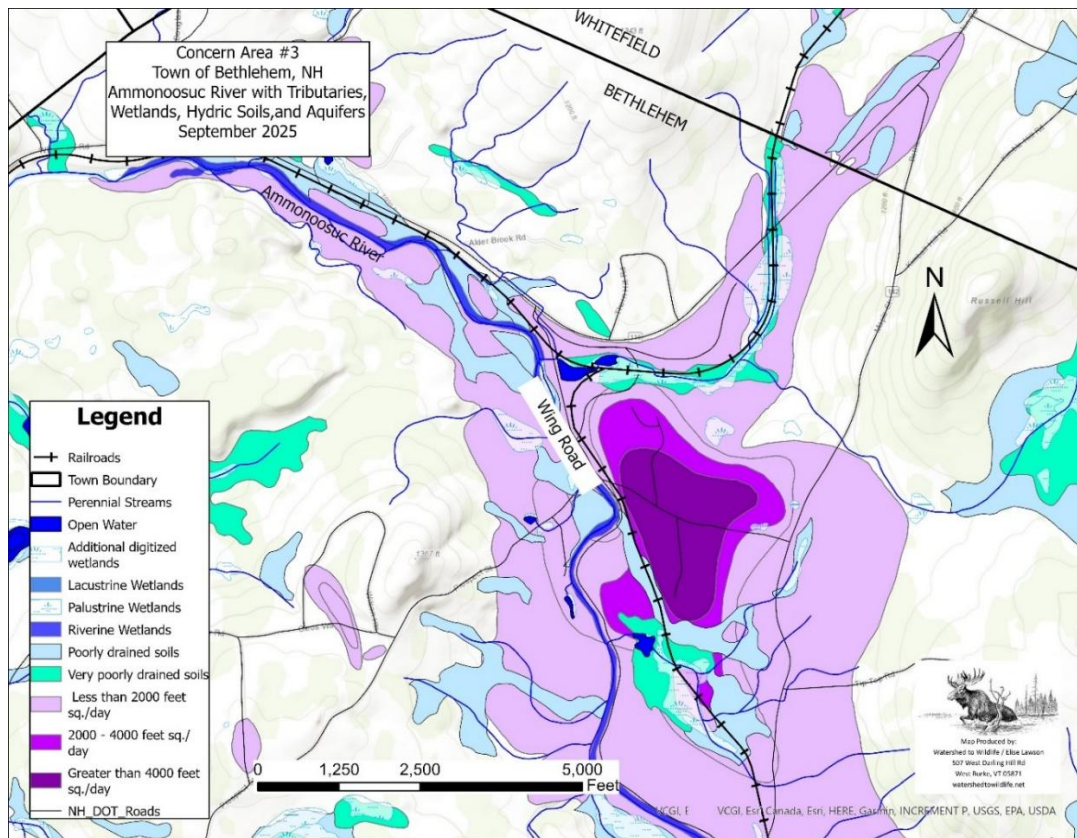 Concern Area #3
Town of Bethlehem, NH
Ammonoosuc River with Tributaries,
Wetlands, Hydric Soils,and Aquifers
September 2025
WHITEFIELD
BETHLEHEM
Ammonoosuc River
Alder Brook Rd
N
Russell Hill
Wing Road
1387 ft
Legend
Railroads
Town Boundary
Perennial Streams
Open Water
Additional digitized
wetlands
Lacustrine Wetlands
Palustrine Wetlands
Riverine Wetlands
Poorly drained soils
Very poorly drained soils
Less than 2000 feet
sq./day
2000 - 4000 feet sq./
day
Greater than 4000 feet
sq./day
NH_DOT_Roads
0 1,250 2,500 5,000
Feet
Map Produced by:
Watershed to Wildlife / Elise Lawson
507 West Darling Hill Rd
West Burke, VT 05871
watershedtowildlife.net
VCGI, E
VCGI, Esri Canada, Esri, HERE, Garmin, INCREMENT P, USGS, EPA, USDA